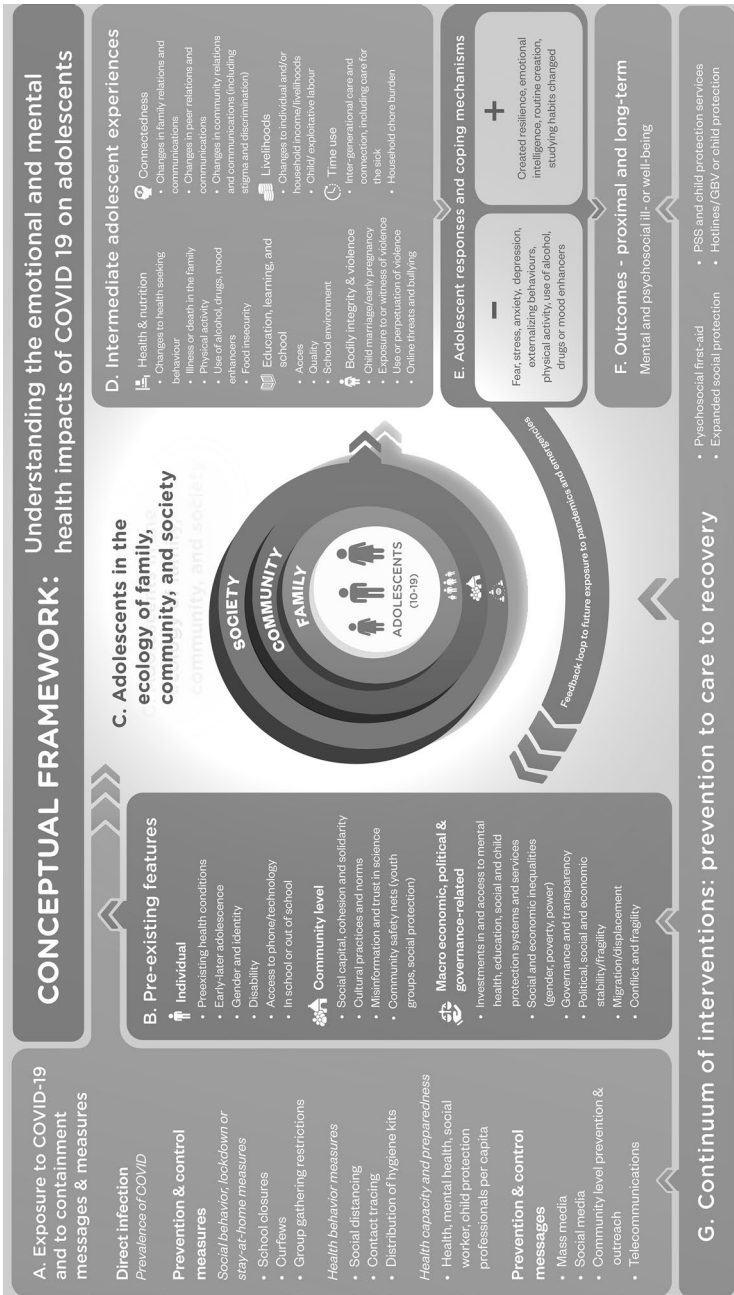 CONCEPTUAL FRAMEWORK:
Understanding the emotional and mental
health impacts of COVID 19 on adolescents
A. Exposure to COVID-19
and to containment
messages & measures
Direct infection
Prevalence of COVID
Prevention & control
measures
Social behavior, lockdown or
stay-at-home measures
• School closures
• Curfews
• Group gathering restrictions
Health behavior measures
• Social distancing
• Contact tracing
• Distribution of hygiene kits
Health capacity and preparedness
• Health, mental health, social
worker, child protection
professionals per capita
Prevention & control
messages
• Mass media
• Social media
• Community level prevention &
outreach
• Telecommunications
B. Pre-existing features
Individual
• Preexisting health conditions
• Early-later adolescence
• Gender and identity
• Disability
• Access to phone/technology
• In school or out of school
Community level
• Social capital, cohesion and solidarity
• Cultural practices and norms
• Misinformation and trust in science
• Community safety nets (youth
groups, social protection)
Macro economic, political &
governance-related
• Investments in and access to mental
health, education, social and child
protection systems and services
• Social and economic inequalities
(gender, poverty, power)
• Governance and transparency
• Political, social and economic
stability/fragility
• Migration/displacement
• Conflict and fragility
C. Adolescents in the
ecology of family,
community, and society
SOCIETY
COMMUNITY
FAMILY
ADOLESCENTS
(10-19)
Feedback loop to future exposure to pandemics and emergencies
D. Intermediate adolescent experiences
Health & nutrition
• Changes to health seeking
behaviour
• Illness or death in the family
• Physical activity
• Use of alcohol, drugs, mood
enhancers
• Food insecurity
Education, learning, and
school
• Acces
• Quality
• School environment
Bodily integrity & violence
• Child marriage/early pregnancy
• Exposure to or witness of violence
• Use or perpetuation of violence
• Online threats and bullying
Connectedness
• Changes in family relations and
communications
• Changes in peer relations and
communications
• Changes in community relations
and communications (including
stigma and discrimination)
Livelihoods
• Changes to individual and/or
household income/livelihoods
• Child/ exploitative labour
Time use
• Inter-generational care and
connection, including care for
the sick
• Household chore burden
E. Adolescent responses and coping mechanisms
–
Fear, stress, anxiety, depression,
externalizing behaviours,
physical activity, use of alcohol,
drugs or mood enhancers
+
Created resilience, emotional
intelligence, routine creation,
studying habits changed
F. Outcomes - proximal and long-term
Mental and psychosocial ill- or well-being
G. Continuum of interventions: prevention to care to recovery
• Pyschosocial first-aid
• Expanded social protection
• PSS and child protection services
• Hotlines/GBV or child protection